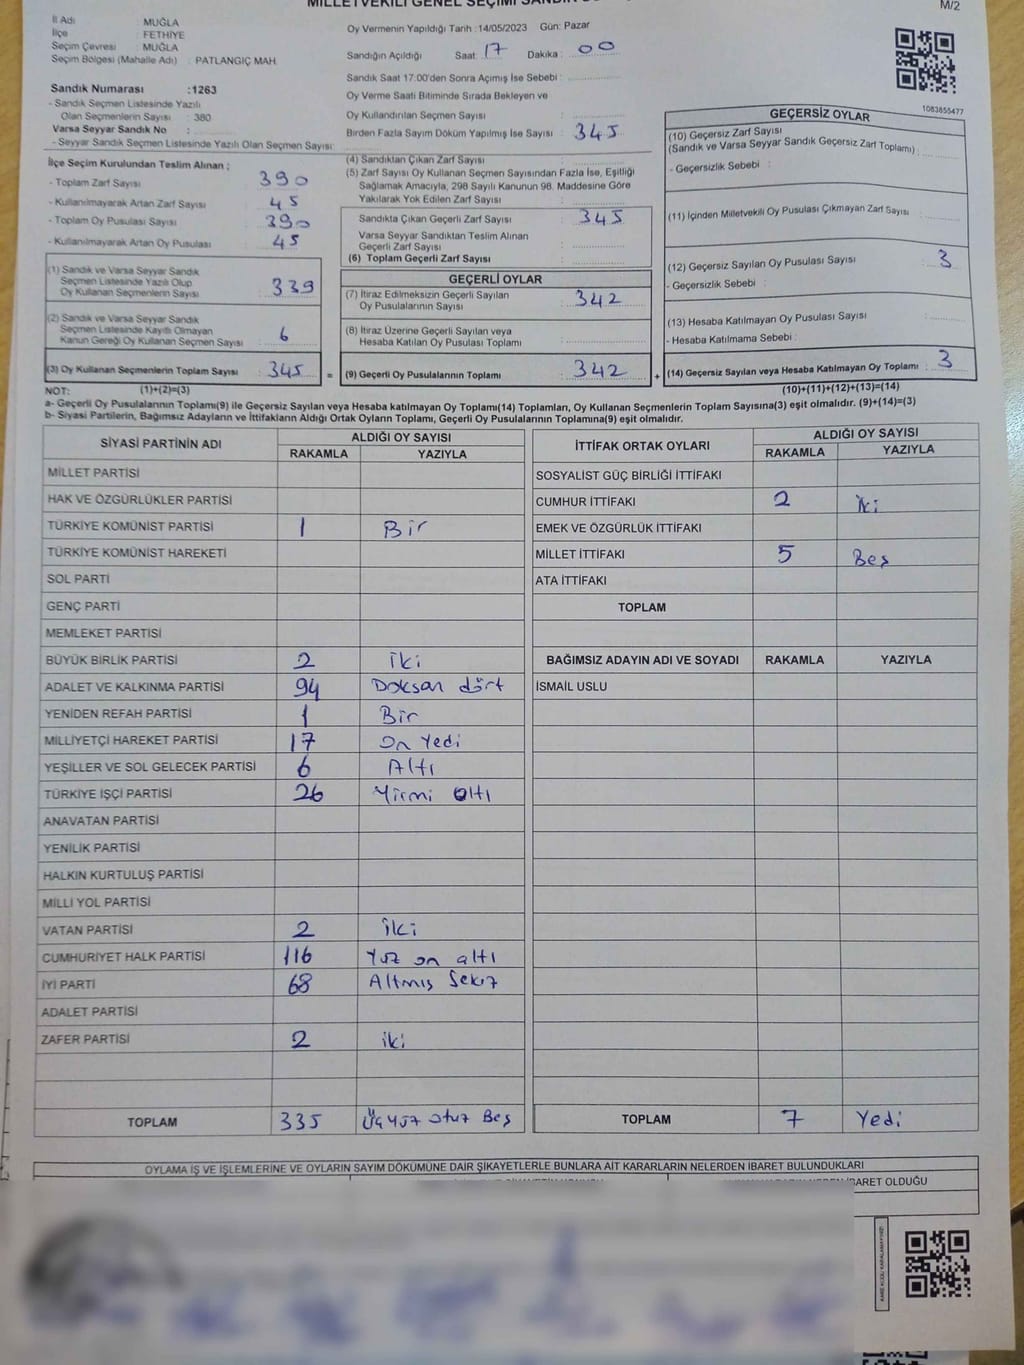 M/2
İl Adı MUĞLA
İlçe FETHİYE
Seçim Çevresi : MUĞLA
Seçim Bölgesi (Mahalle Adı) : PATLANGIÇ MAH.
Sandık Numarası :1263
- Sandık Seçmen Listesinde Yazılı
Olan Seçmenlerin Sayısı : 380
Varsa Seyyar Sandık No :
- Seyyar Sandık Seçmen Listesinde Yazılı Olan Seçmen Sayısı:
İlçe Seçim Kurulundan Teslim Alınan ;
- Toplam Zarf Sayısı 390
- Kullanılmayarak Artan Zarf Sayısı 45
- Toplam Oy Pusulası Sayısı 390
- Kullanılmayarak Artan Oy Pusulası 45
(1) Sandık ve Varsa Seyyar Sandık
Seçmen Listesinde Yazılı Olup
Oy Kullanan Seçmenlerin Sayısı 339
(2) Sandık ve Varsa Seyyar Sandık
Seçmen Listesinde Kayıtlı Olmayan
Kanun Gereği Oy Kullanan Seçmen Sayısı 6
(3) Oy Kullanan Seçmenlerin Toplam Sayısı 345 =
Oy Vermenin Yapıldığı Tarih : 14/05/2023 Gün: Pazar
Sandığın Açıldığı Saat: 17 Dakika : 00
Sandık Saat 17:00'den Sonra Açımış İse Sebebi :
Oy Verme Saati Bitiminde Sırada Bekleyen ve
Oy Kullandırılan Seçmen Sayısı :
Birden Fazla Sayım Döküm Yapılmış İse Sayısı : 345
(4) Sandıktan Çıkan Zarf Sayısı :
(5) Zarf Sayısı Oy Kullanan Seçmen Sayısından Fazla İse, Eşitliği
Sağlamak Amacıyla, 298 Sayılı Kanunun 98. Maddesine Göre
Yakılarak Yok Edilen Zarf Sayısı :
Sandıkta Çıkan Geçerli Zarf Sayısı : 345
Varsa Seyyar Sandıktan Teslim Alınan
Geçerli Zarf Sayısı :
(6) Toplam Geçerli Zarf Sayısı :
GEÇERLİ OYLAR
(7) İtiraz Edilmeksizin Geçerli Sayılan
Oy Pusulalarının Sayısı : 342
(8) İtiraz Üzerine Geçerli Sayılan veya
Hesaba Katılan Oy Pusulası Toplamı :
(9) Geçerli Oy Pusulalarının Toplamı : 342 +
1083855477
GEÇERSİZ OYLAR
(10) Geçersiz Zarf Sayısı
(Sandık ve Varsa Seyyar Sandık Geçersiz Zarf Toplamı) :
- Geçersizlik Sebebi :
(11) İçinden Milletvekili Oy Pusulası Çıkmayan Zarf Sayısı :
(12) Geçersiz Sayılan Oy Pusulası Sayısı : 3
- Geçersizlik Sebebi :
(13) Hesaba Katılmayan Oy Pusulası Sayısı :
- Hesaba Katılmama Sebebi :
(14) Geçersiz Sayılan veya Hesaba Katılmayan Oy Toplamı : 3
NOT: (1)+(2)=(3) (10)+(11)+(12)+(13)=(14)
a- Geçerli Oy Pusulalarının Toplamı(9) ile Geçersiz Sayılan veya Hesaba katılmayan Oy Toplamı(14) Toplamları, Oy Kullanan Seçmenlerin Toplam Sayısına(3) eşit olmalıdır. (9)+(14)=(3)
b- Siyasi Partilerin, Bağımsız Adayların ve İttifakların Aldığı Ortak Oyların Toplamı, Geçerli Oy Pusulalarının Toplamına(9) eşit olmalıdır.
SİYASİ PARTİNİN ADI ALDIĞI OY SAYISI
RAKAMLA YAZIYLA
MİLLET PARTİSİ
HAK VE ÖZGÜRLÜKLER PARTİSİ
TÜRKİYE KOMÜNİST PARTİSİ 1 Bir
TÜRKİYE KOMÜNİST HAREKETİ
SOL PARTİ
GENÇ PARTİ
MEMLEKET PARTİSİ
BÜYÜK BİRLİK PARTİSİ 2 iki
ADALET VE KALKINMA PARTİSİ 94 Doksan dört
YENİDEN REFAH PARTİSİ 1 Bir
MİLLİYETÇİ HAREKET PARTİSİ 17 on Yedi
YEŞİLLER VE SOL GELECEK PARTİSİ 6 Altı
TÜRKİYE İŞÇİ PARTİSİ 26 Yirmi altı
ANAVATAN PARTİSİ
YENİLİK PARTİSİ
HALKIN KURTULUŞ PARTİSİ
MİLLİ YOL PARTİSİ
VATAN PARTİSİ 2 iki
CUMHURİYET HALK PARTİSİ 116 Yüz on altı
İYİ PARTİ 68 Altmış Sekiz
ADALET PARTİSİ
ZAFER PARTİSİ 2 iki
TOPLAM 335 Üçyüz otuz Beş
İTTİFAK ORTAK OYLARI ALDIĞI OY SAYISI
RAKAMLA YAZIYLA
SOSYALİST GÜÇ BİRLİĞİ İTTİFAKI
CUMHUR İTTİFAKI 2 iki
EMEK VE ÖZGÜRLÜK İTTİFAKI
MİLLET İTTİFAKI 5 Beş
ATA İTTİFAKI
TOPLAM
BAĞIMSIZ ADAYIN ADI VE SOYADI RAKAMLA YAZIYLA
İSMAİL USLU
TOPLAM 7 Yedi
OYLAMA İŞ VE İŞLEMLERİNE VE OYLARIN SAYIM DÖKÜMÜNE DAİR ŞİKAYETLERLE BUNLARA AİT KARARLARIN NELERDEN İBARET BULUNDUKLARI
İBARET OLDUĞU